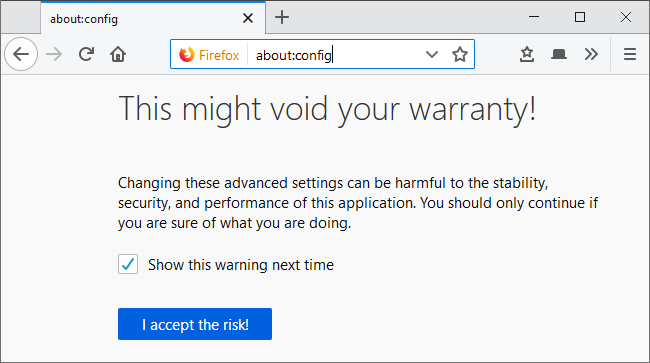 about:config
Firefox about:config
This might void your warranty!
Changing these advanced settings can be harmful to the stability,
security, and performance of this application. You should only continue if
you are sure of what you are doing.
Show this warning next time
I accept the risk!